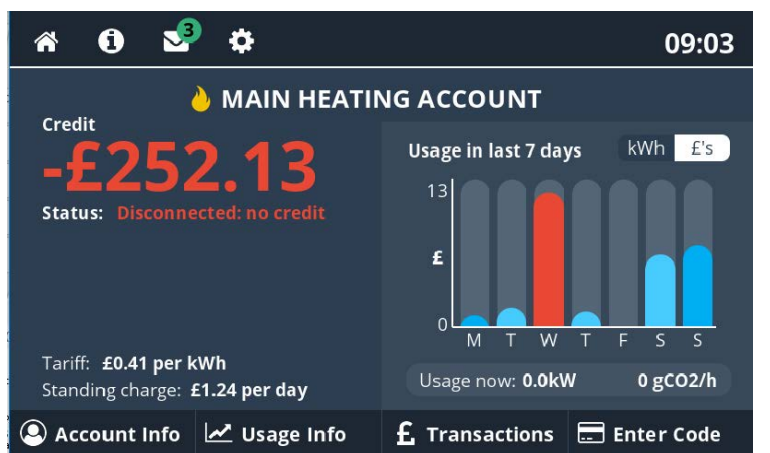 3
09:03
MAIN HEATING ACCOUNT
Credit
-£252.13
Status: Disconnected: no credit
Tariff: £0.41 per kWh
Standing charge: £1.24 per day
Usage in last 7 days
kWh £'s
13
£
0
M T W T F S S
Usage now: 0.0kW 0 gCO2/h
Account Info Usage Info £ Transactions Enter Code